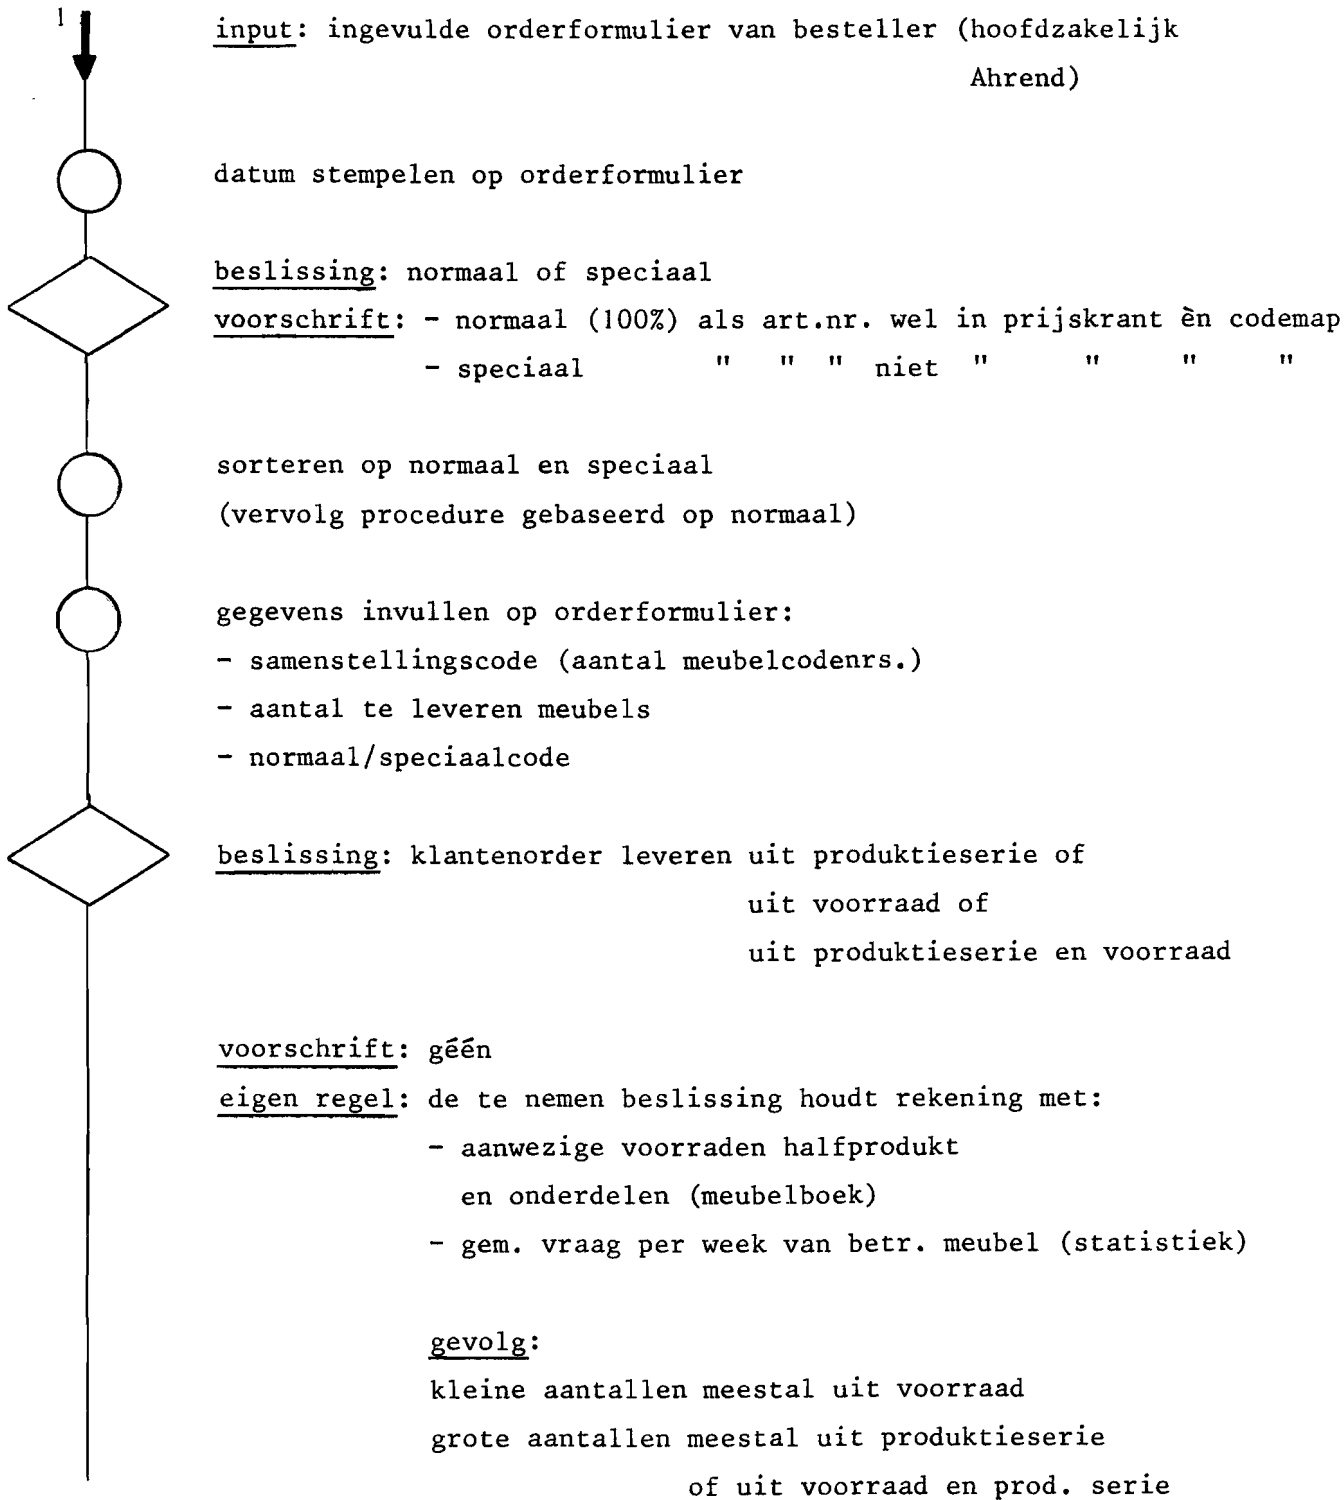 1
input: ingevulde orderformulier van besteller (hoofdzakelijk
Ahrend)
datum stempelen op orderformulier
beslissing: normaal of speciaal
voorschrift: - normaal (100%) als art.nr. wel in prijskrant èn codemap
- speciaal " " " niet " " " "
sorteren op normaal en speciaal
(vervolg procedure gebaseerd op normaal)
gegevens invullen op orderformulier:
- samenstellingscode (aantal meubelcodenrs.)
- aantal te leveren meubels
- normaal/speciaalcode
beslissing: klantenorder leveren uit produktieserie of
uit voorraad of
uit produktieserie en voorraad
voorschrift: géén
eigen regel: de te nemen beslissing houdt rekening met:
- aanwezige voorraden halfprodukt
en onderdelen (meubelboek)
- gem. vraag per week van betr. meubel (statistiek)
gevolg:
kleine aantallen meestal uit voorraad
grote aantallen meestal uit produktieserie
of uit voorraad en prod. serie